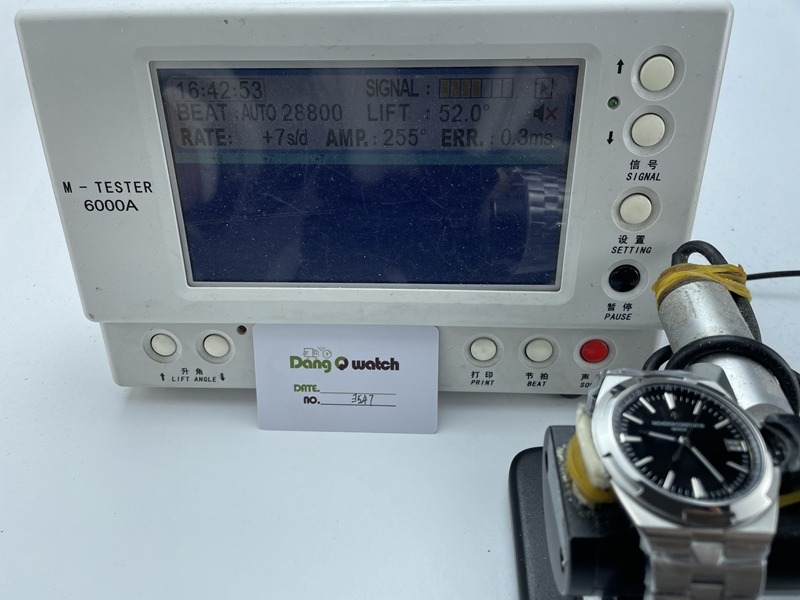 16:42:53 SIGNAL :
BEAT :AUTO 28800 LIFT : 52.0°
RATE: +7s/d AMP.: 255° ERR.: 0.3ms
M - TESTER
6000A
信号
SIGNAL
设置
SETTING
暂停
PAUSE
升角
LIFT ANGLE
打印
PRINT
节拍
BEAT
声
Dang Q watch
DATE.
NO. 3547